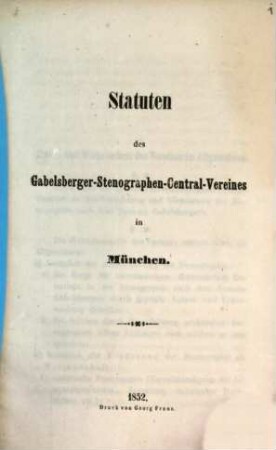 Statuten
des
Gabelsberger-Stenographen-Central-Vereines
in
München.
1852.
Druck von Georg Franz.